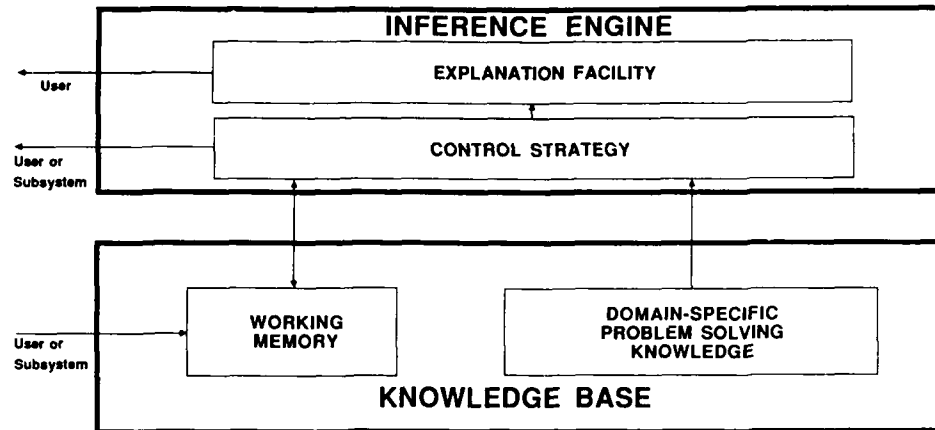 INFERENCE ENGINE
EXPLANATION FACILITY
User
CONTROL STRATEGY
User or
Subsystem
WORKING
MEMORY
DOMAIN-SPECIFIC
PROBLEM SOLVING
KNOWLEDGE
User or
Subsystem
KNOWLEDGE BASE